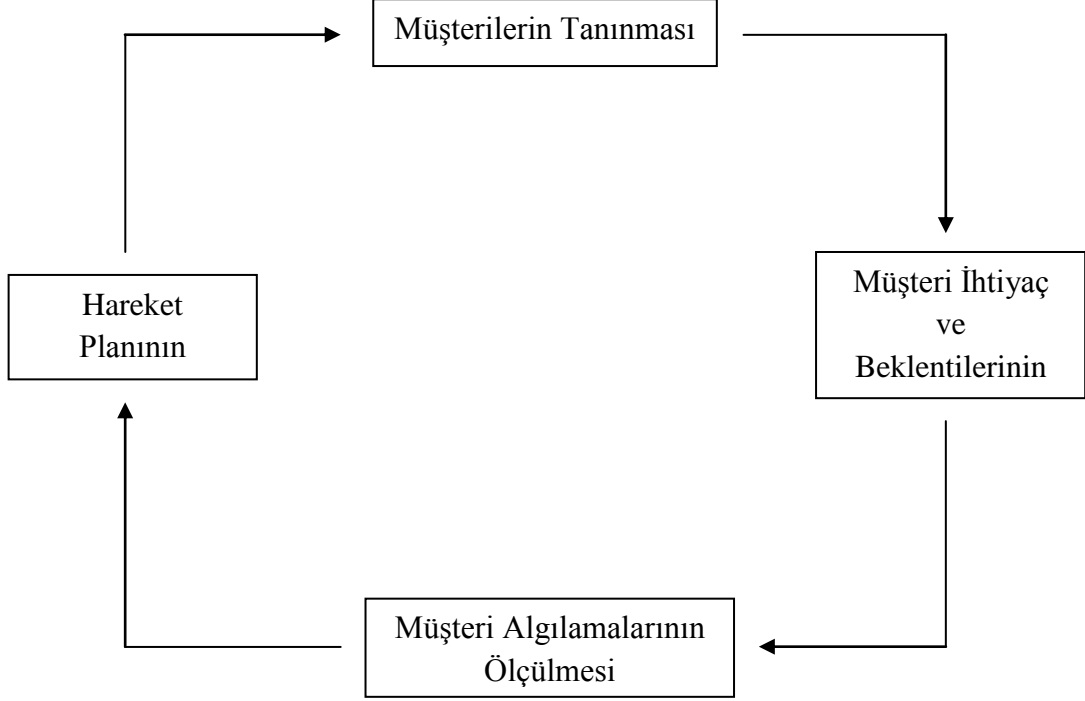 Müşterilerin Tanınması
Müşteri İhtiyaç
ve
Beklentilerinin
Müşteri Algılamalarının
Ölçülmesi
Hareket
Planının